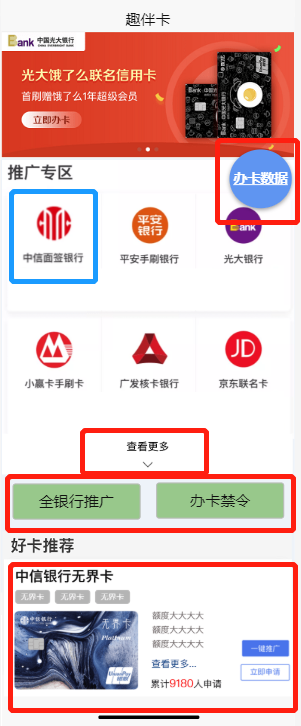 趣伴卡
Bank 中国光大银行
CHINA EVERBRIGHT BANK
光大饿了么联名信用卡
首刷赠饿了么1年超级会员
立即办卡
推广专区
办卡数据
中信面签银行
平安银行
平安手刷银行
Bank
光大银行
小赢卡手刷卡
广发核卡银行
JD
京东联名卡
查看更多
全银行推广
办卡禁令
好卡推荐
中信银行无界卡
无界卡 无界卡 无界卡
中信银行
无界卡
Platinum
UnionPay
银联
额度大大大大
额度大大大大
额度大大大大
一键推广
查看更多...
立即申请
累计9180人申请